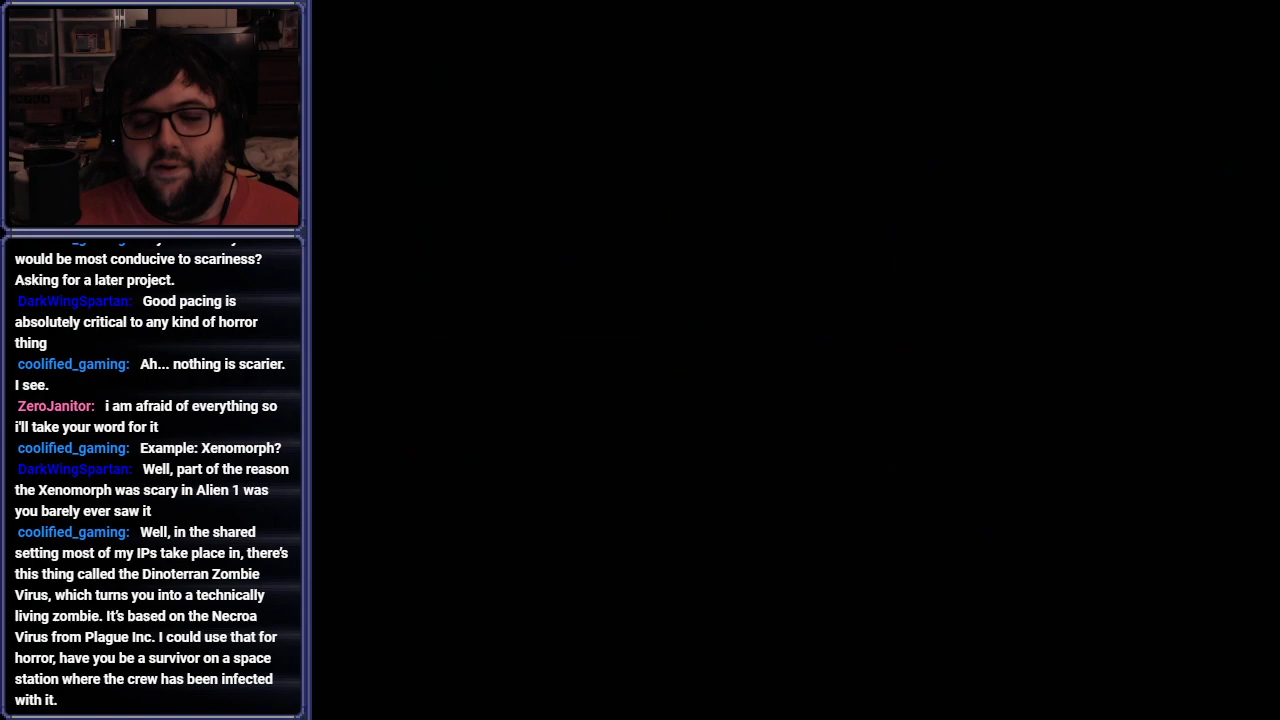 would be most conducive to scariness?
Asking for a later project.
DarkWingSpartan: Good pacing is
absolutely critical to any kind of horror
thing
coolified_gaming: Ah... nothing is scarier.
I see.
ZeroJanitor: i am afraid of everything so
i'll take your word for it
coolified_gaming: Example: Xenomorph?
DarkWingSpartan: Well, part of the reason
the Xenomorph was scary in Alien 1 was
you barely ever saw it
coolified_gaming: Well, in the shared
setting most of my IPs take place in, there's
this thing called the Dinoterran Zombie
Virus, which turns you into a technically
living zombie. It's based on the Necroa
Virus from Plague Inc. I could use that for
horror, have you be a survivor on a space
station where the crew has been infected
with it.